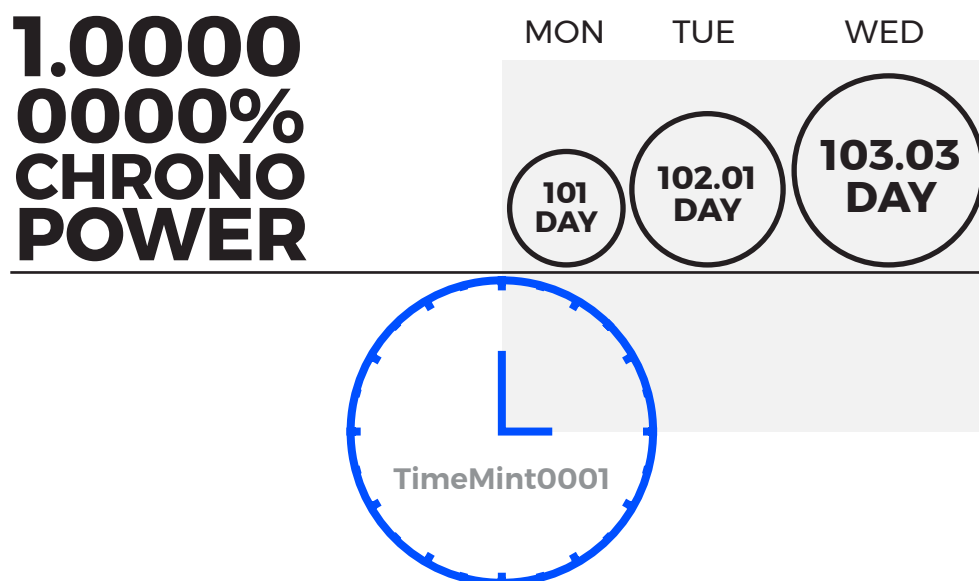 1.0000
0000%
CHRONO
POWER
MON TUE WED
101
DAY
102.01
DAY
103.03
DAY
TimeMint0001